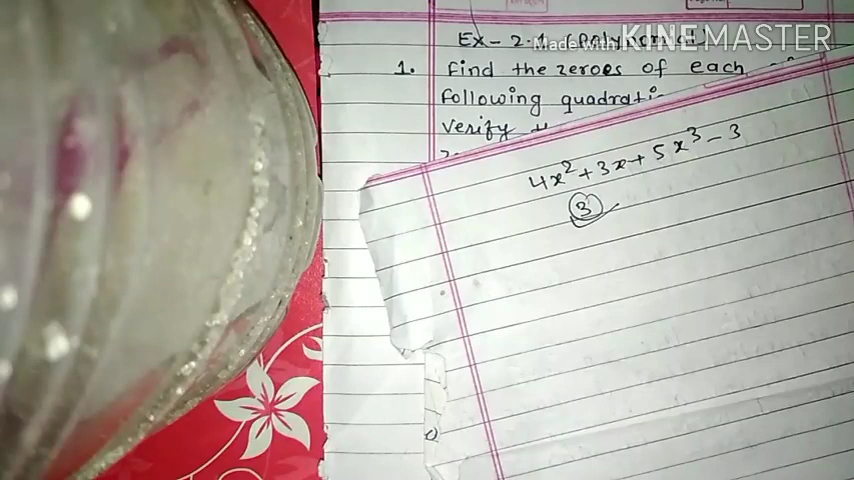 Ex-2.1 (Polynomial)
Made with KINEMASTER
1. Find the zeroes of each
following quadrati
Verify
4x²+3x+5x³-3
3